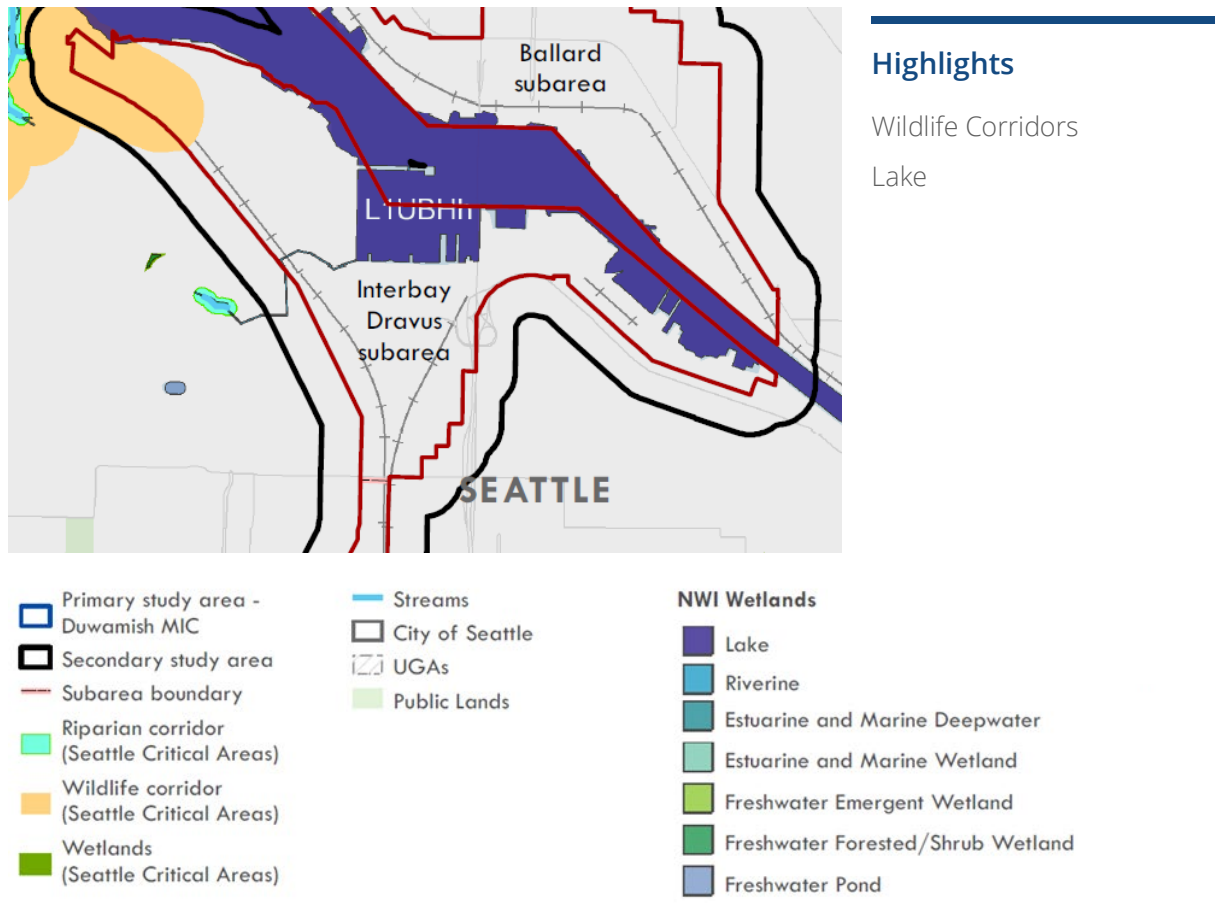 Ballard
subarea
L1UBHh
Interbay
Dravus
subarea
SEATTLE
Highlights
Wildlife Corridors
Lake
Primary study area -
Duwamish MIC
Secondary study area
Subarea boundary
Riparian corridor
(Seattle Critical Areas)
Wildlife corridor
(Seattle Critical Areas)
Wetlands
(Seattle Critical Areas)
Streams
City of Seattle
UGAs
Public Lands
NWI Wetlands
Lake
Riverine
Estuarine and Marine Deepwater
Estuarine and Marine Wetland
Freshwater Emergent Wetland
Freshwater Forested/Shrub Wetland
Freshwater Pond